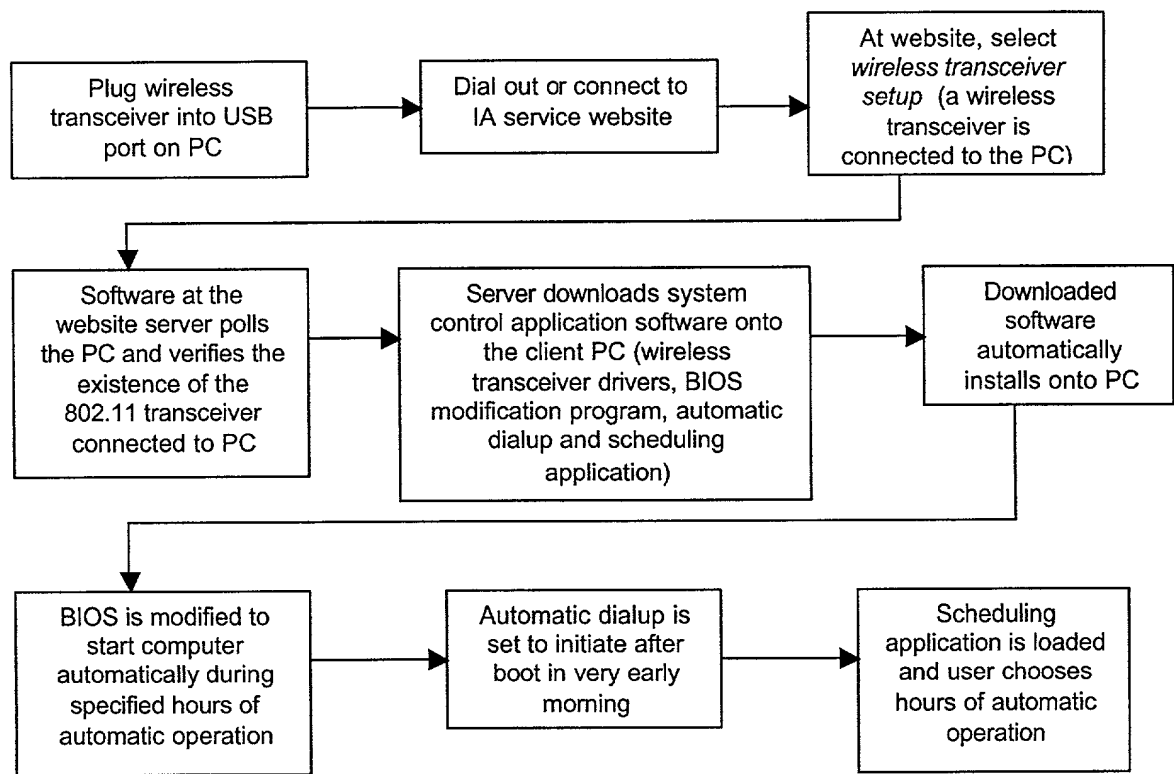 Plug wireless
transceiver into USB
port on PC
Dial out or connect to
IA service website
At website, select
wireless transceiver
setup (a wireless
transceiver is
connected to the PC)
Software at the
website server polls
the PC and verifies the
existence of the
802.11 transceiver
connected to PC
Server downloads system
control application software onto
the client PC (wireless
transceiver drivers, BIOS
modification program, automatic
dialup and scheduling
application)
Downloaded
software
automatically
installs onto PC
BIOS is modified to
start computer
automatically during
specified hours of
automatic operation
Automatic dialup is
set to initiate after
boot in very early
morning
Scheduling
application is loaded
and user chooses
hours of automatic
operation